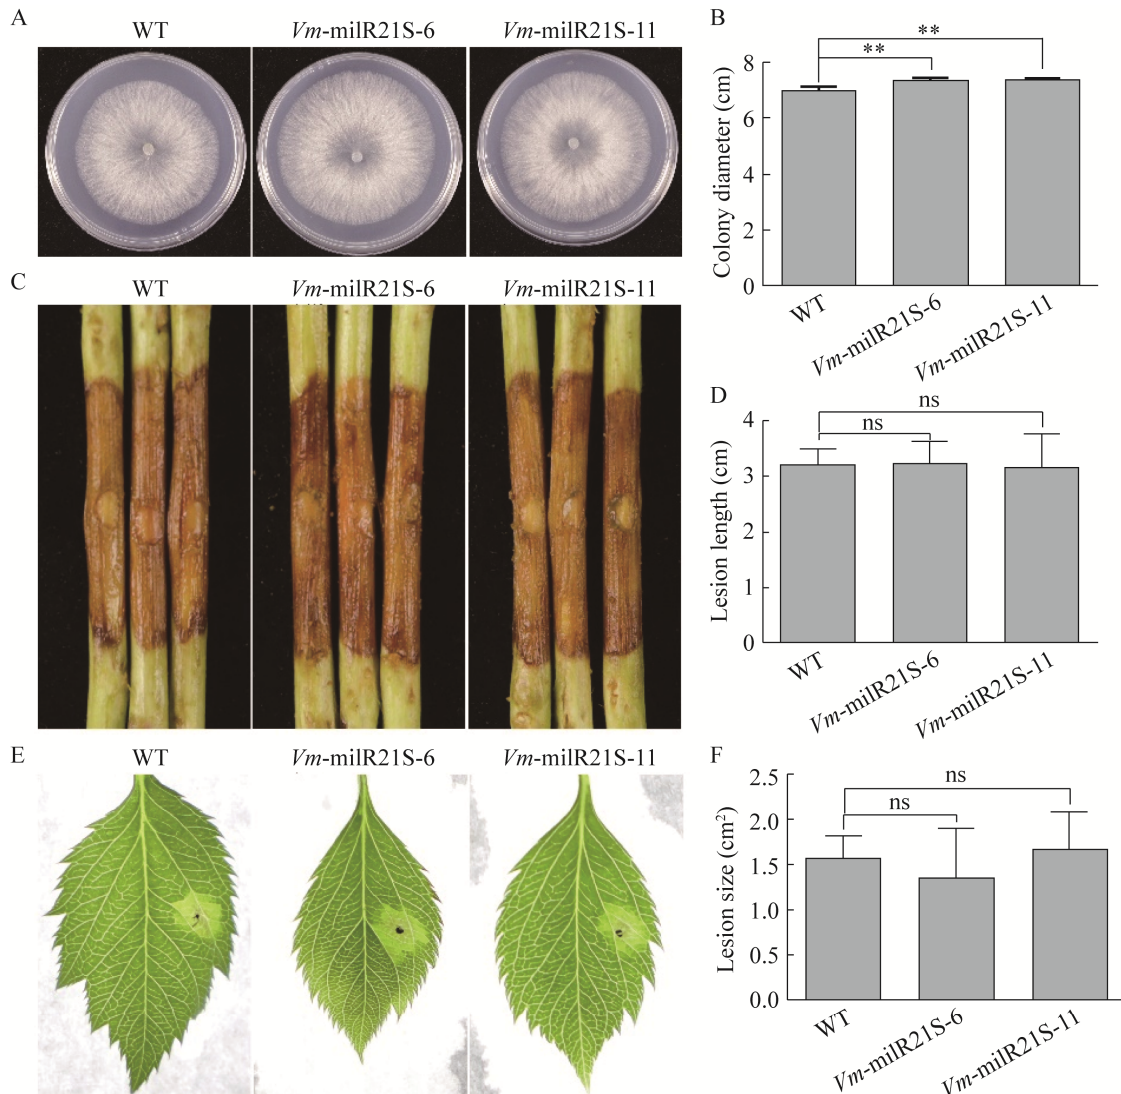 A
WT
Vm-milR21S-6
Vm-milR21S-11
B
**
**
Colony diameter (cm)
8
6
4
2
0
WT
Vm-milR21S-6
Vm-milR21S-11
C
WT
Vm-milR21S-6
Vm-milR21S-11
D
ns
ns
Lesion length (cm)
4
3
2
1
0
WT
Vm-milR21S-6
Vm-milR21S-11
E
WT
Vm-milR21S-6
Vm-milR21S-11
F
ns
ns
Lesion size (cm²)
2.5
2.0
1.5
1.0
0.5
0.0
WT
Vm-milR21S-6
Vm-milR21S-11